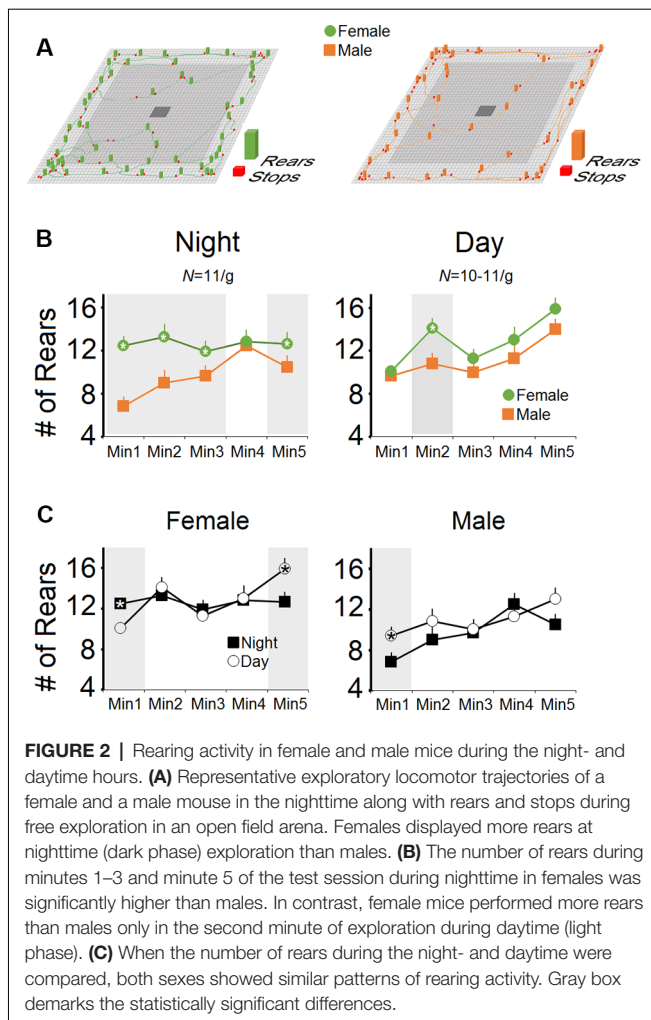 A
Female
Male
Rears
Stops
Rears
Stops
B
Night
Day
N=11/g
N=10-11/g
# of Rears
16
12
8
4
Min1 Min2 Min3 Min4 Min5
16
12
8
4
Female
Male
Min1 Min2 Min3 Min4 Min5
C
Female
Male
# of Rears
16
12
8
4
Night
Day
Min1 Min2 Min3 Min4 Min5
16
12
8
4
Min1 Min2 Min3 Min4 Min5
FIGURE 2 | Rearing activity in female and male mice during the night- and
daytime hours. (A) Representative exploratory locomotor trajectories of a
female and a male mouse in the nighttime along with rears and stops during
free exploration in an open field arena. Females displayed more rears at
nighttime (dark phase) exploration than males. (B) The number of rears during
minutes 1–3 and minute 5 of the test session during nighttime in females was
significantly higher than males. In contrast, female mice performed more rears
than males only in the second minute of exploration during daytime (light
phase). (C) When the number of rears during the night- and daytime were
compared, both sexes showed similar patterns of rearing activity. Gray box
demarks the statistically significant differences.